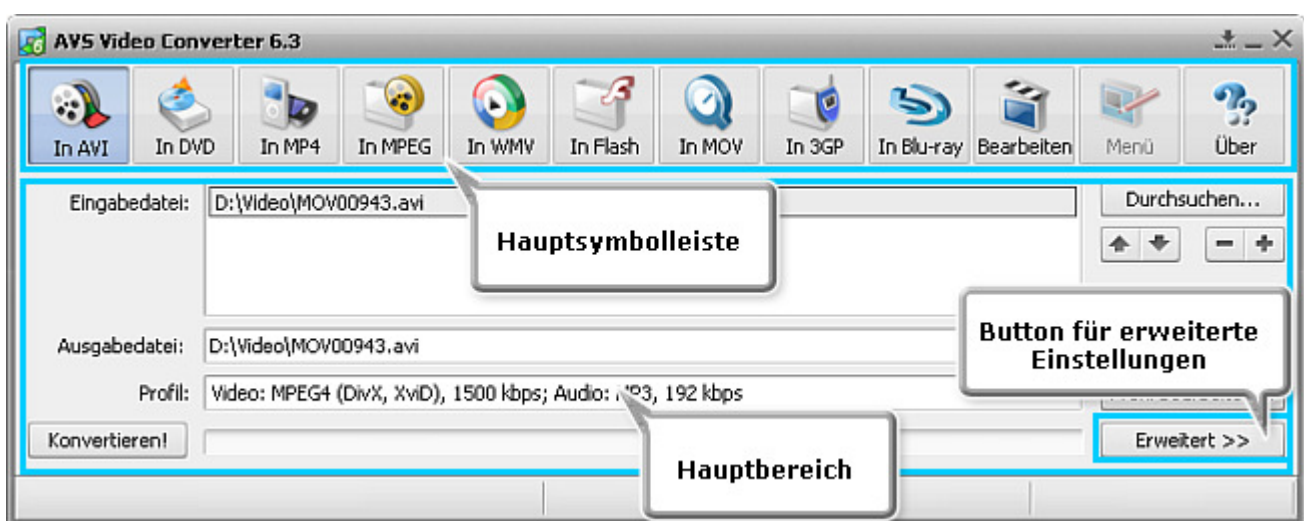 AVS Video Converter 6.3
In AVI In DVD In MP4 In MPEG In WMV In Flash In MOV In 3GP In Blu-ray Bearbeiten Menü Über
Eingabedatei: D:\Video\MOV00943.avi Durchsuchen...
Hauptsymbolleiste
Button für erweiterte
Einstellungen
Ausgabedatei: D:\Video\MOV00943.avi
Profil: Video: MPEG4 (DivX, XviD), 1500 kbps; Audio: MP3, 192 kbps
Konvertieren! Erweitert >>
Hauptbereich